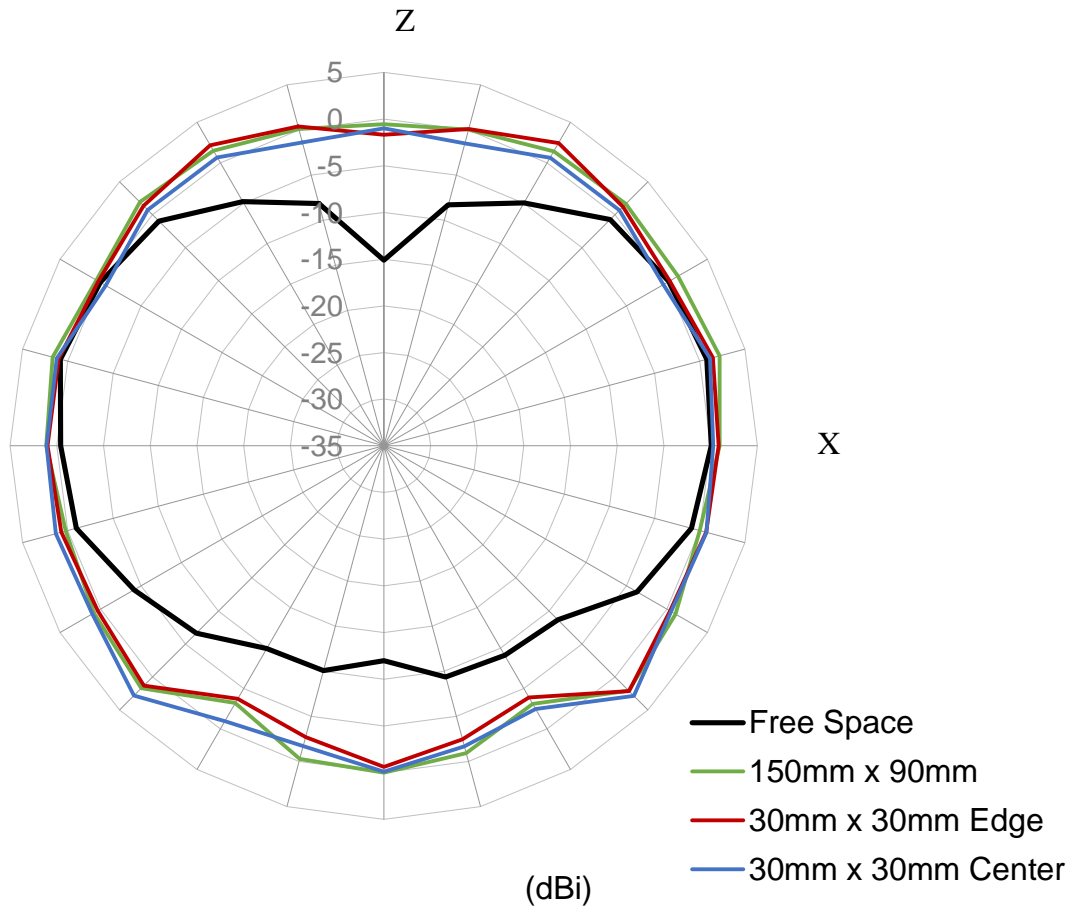 Z
5
0
-5
-10
-15
-20
-25
-30
-35
X
Free Space
150mm x 90mm
30mm x 30mm Edge
30mm x 30mm Center
(dBi)